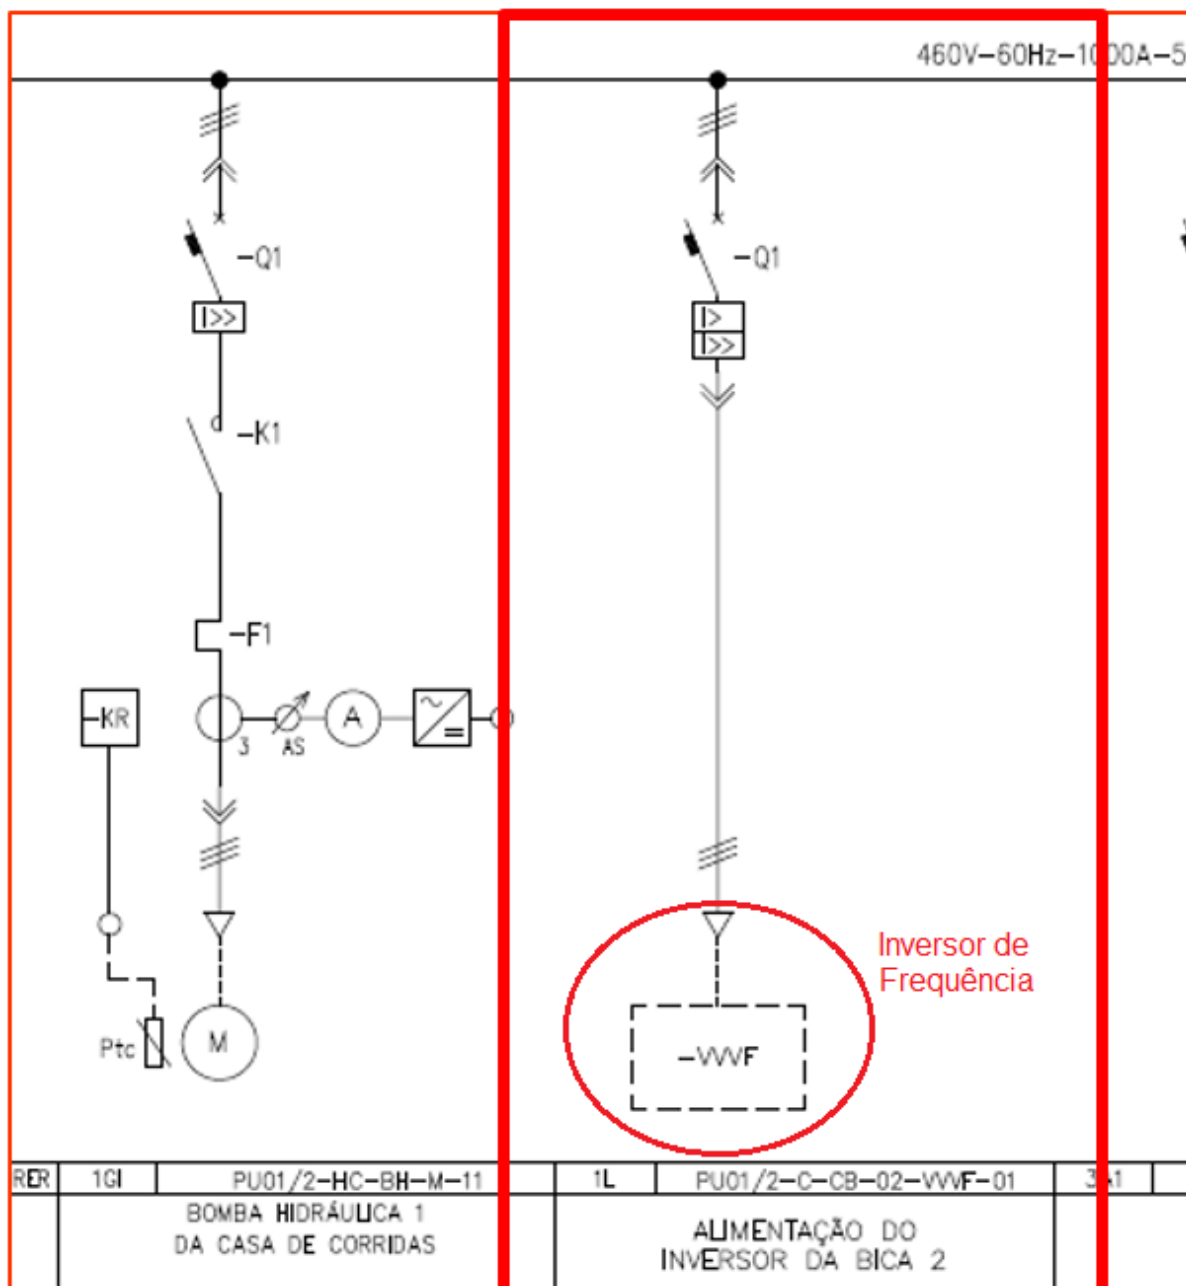 460V-60Hz-1000A-5
-Q1
I>>
-K1
-F1
-KR
3
AS
A
Ptc
M
-Q1
I>
I>>
Inversor de
Frequência
-VVVF
RER
1GI
PU01/2-HC-BH-M-11
BOMBA HIDRÁULICA 1
DA CASA DE CORRIDAS
1L
PU01/2-C-CB-02-VVVF-01
ALIMENTAÇÃO DO
INVERSOR DA BICA 2